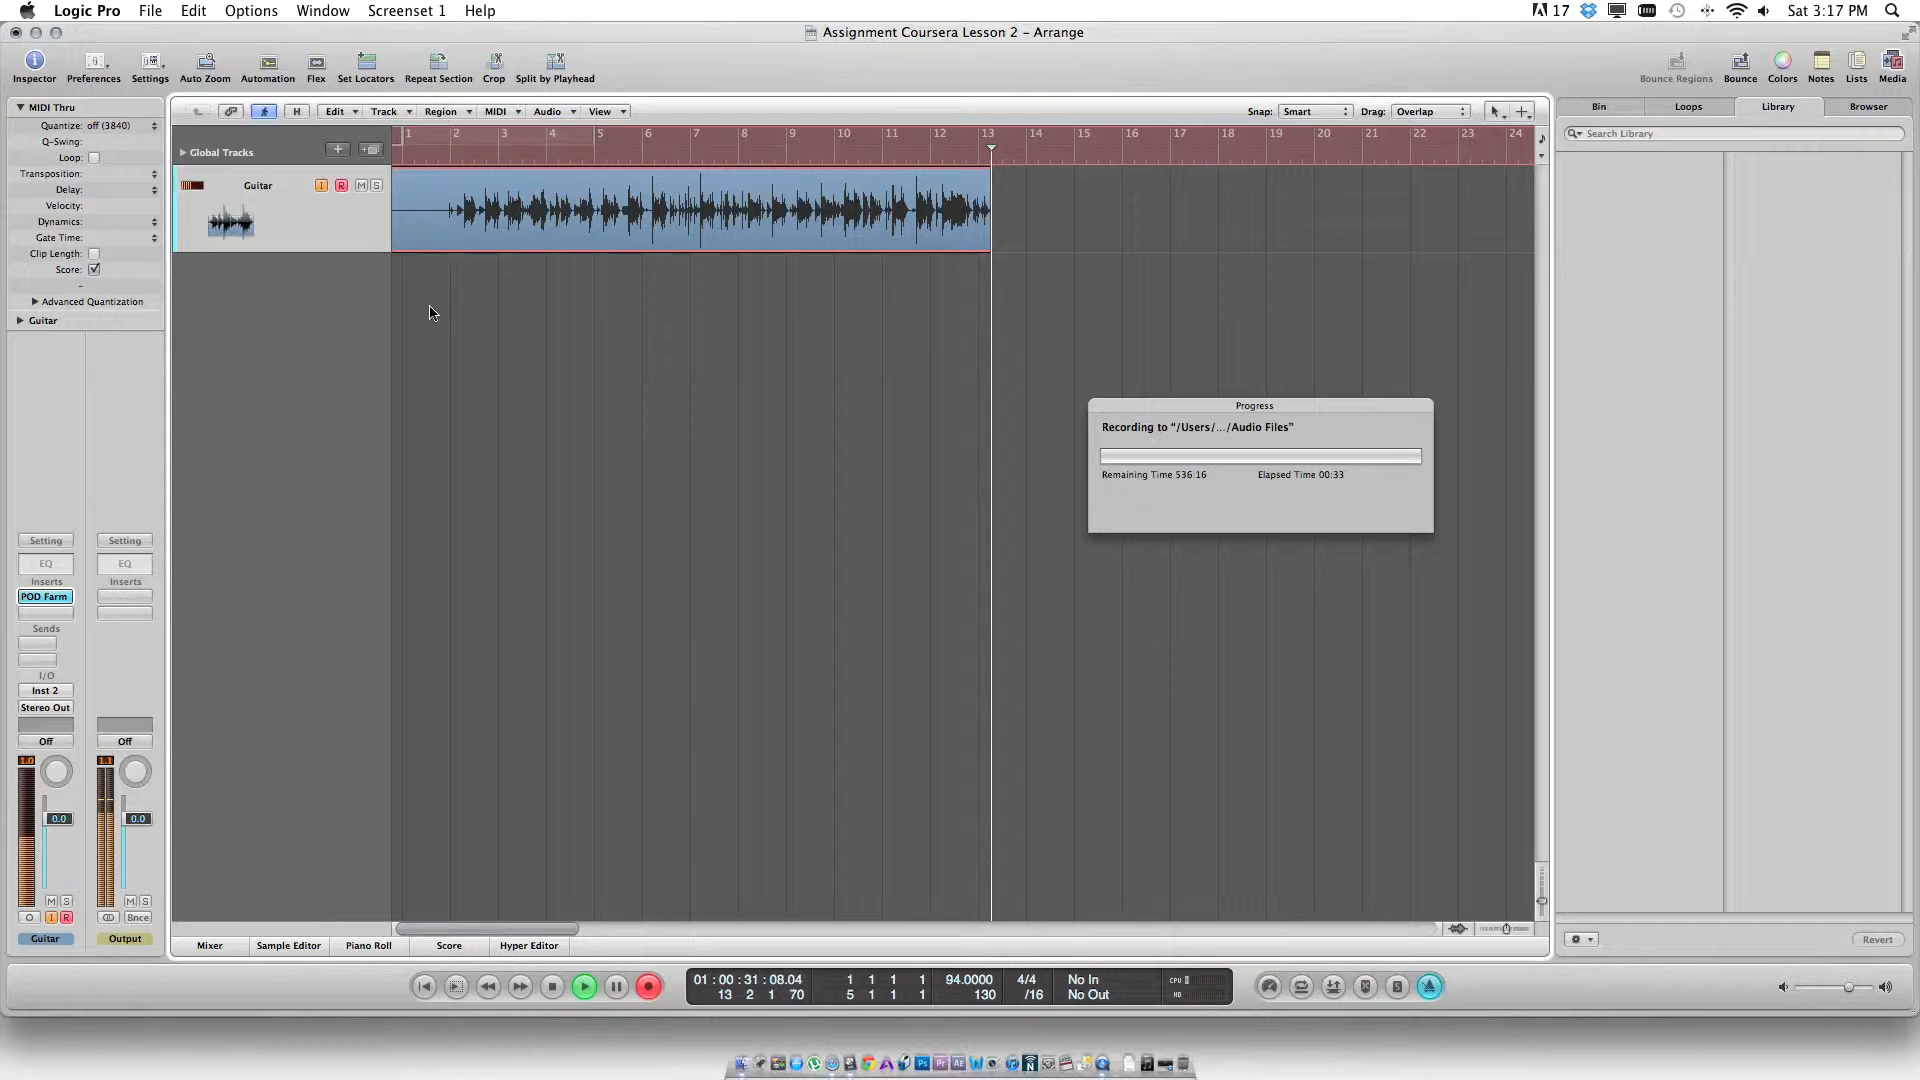 Logic Pro File Edit Options Window Screenset 1 Help 17 Sat 3:17 PM
Assignment Coursera Lesson 2 - Arrange
Inspector Preferences Settings Auto Zoom Automation Flex Set Locators Repeat Section Crop Split by Playhead Bounce Regions Bounce Colors Notes Lists Media
MIDI Thru H Edit Track Region MIDI Audio View Snap: Smart Drag: Overlap Bin Loops Library Browser
Quantize: off (3840)
Q-Swing:
Loop:
Transposition:
Delay:
Velocity:
Dynamics:
Gate Time:
Clip Length:
Score:
-
Advanced Quantization
Guitar
1 2 3 4 5 6 7 8 9 10 11 12 13 14 15 16 17 18 19 20 21 22 23 24
Search Library
Global Tracks
Guitar I R M S
Progress
Recording to "/Users/.../Audio Files"
Remaining Time 536:16 Elapsed Time 00:33
Setting Setting
EQ EQ
Inserts Inserts
POD Farm
Sends
I/O
Inst 2
Stereo Out
Off Off
1.0 1.1
0.0 0.0
M S M S
I R Bnce
Guitar Output
Mixer Sample Editor Piano Roll Score Hyper Editor
Revert
01:00:31:08.04 1 1 1 1 94.0000 4/4 No In CPU
13 2 1 70 5 1 1 1 130 /16 No Out HD
Ps Pr AE